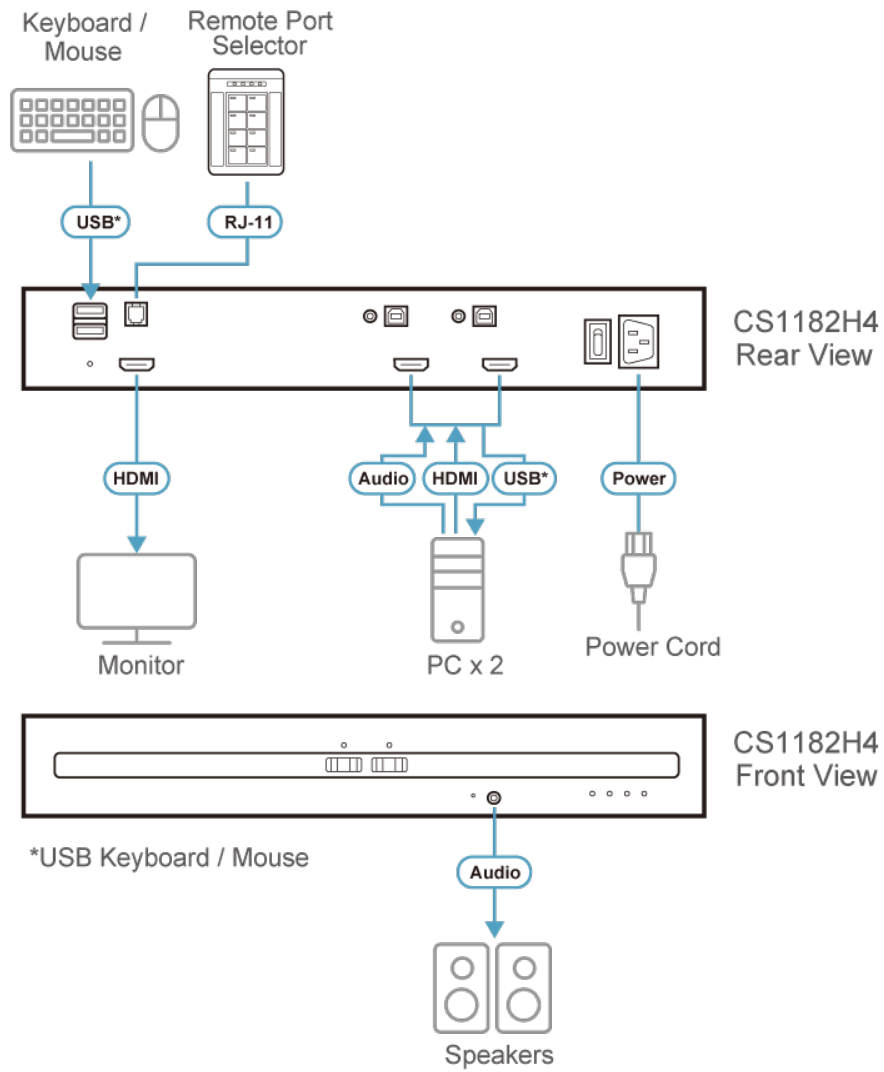 Keyboard /
Mouse
Remote Port
Selector
USB*
RJ-11
CS1182H4
Rear View
HDMI
Audio
HDMI
USB*
Power
Monitor
PC x 2
Power Cord
CS1182H4
Front View
*USB Keyboard / Mouse
Audio
Speakers